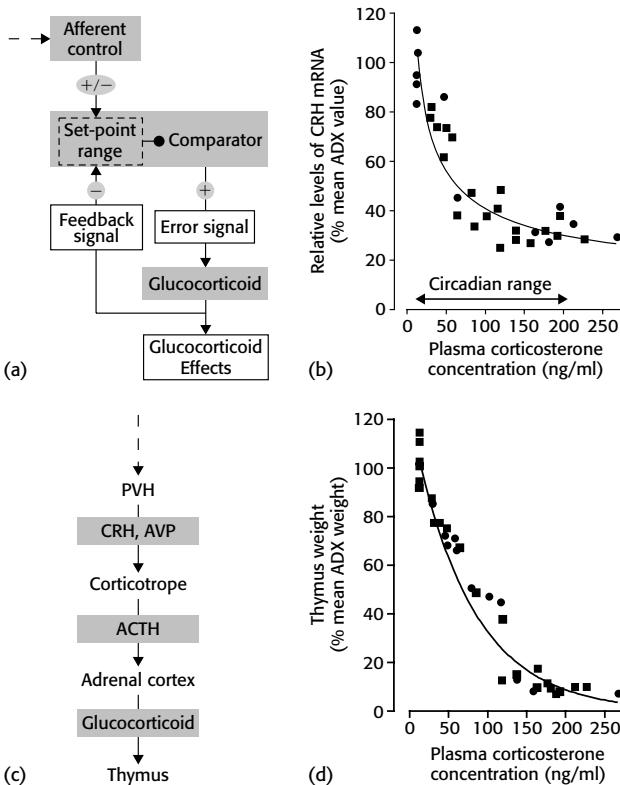 Afferent
control
+/−
Set-point
range
Comparator
−
+
Feedback
signal
Error signal
Glucocorticoid
Glucocorticoid
Effects
(a)
Relative levels of CRH mRNA
(% mean ADX value)
120
100
80
60
40
20
0
Circadian range
0 50 100 150 200 250
Plasma corticosterone
concentration (ng/ml)
(b)
PVH
CRH, AVP
Corticotrope
ACTH
Adrenal cortex
Glucocorticoid
Thymus
(c)
Thymus weight
(% mean ADX weight)
120
100
80
60
40
20
0
0 50 100 150 200 250
Plasma corticosterone
concentration (ng/ml)
(d)